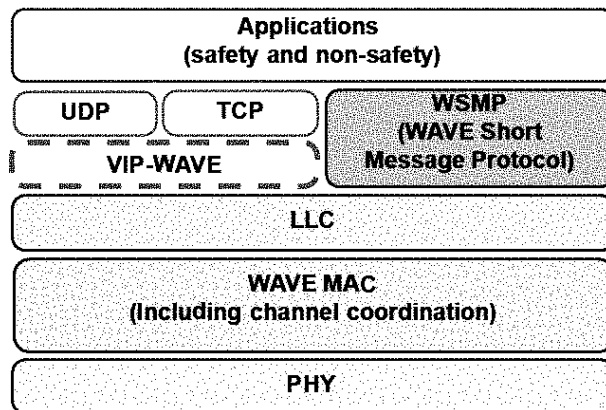 Applications
(safety and non-safety)
UDP
TCP
WSMP
(WAVE Short
Message Protocol)
VIP-WAVE
LLC
WAVE MAC
(Including channel coordination)
PHY